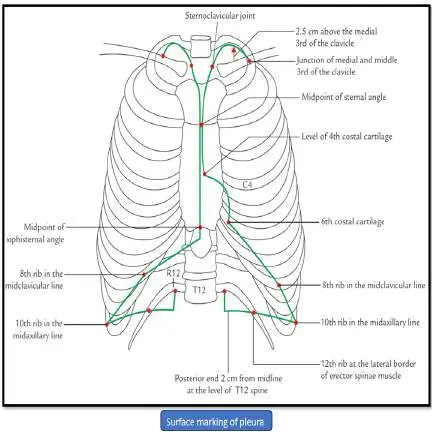 Sternoclavicular joint
2.5 cm above the medial
3rd of the clavicle
Junction of medial and middle
3rd of the clavicle
Midpoint of sternal angle
Level of 4th costal cartilage
C4
6th costal cartilage
Midpoint of
xiphisternal angle
8th rib in the
midclavicular line
R12
T12
8th rib in the midclavicular line
10th rib in the
midaxillary line
10th rib in the midaxillary line
12th rib at the lateral border
of erector spinae muscle
Posterior end 2 cm from midline
at the level of T12 spine
Surface marking of pleura